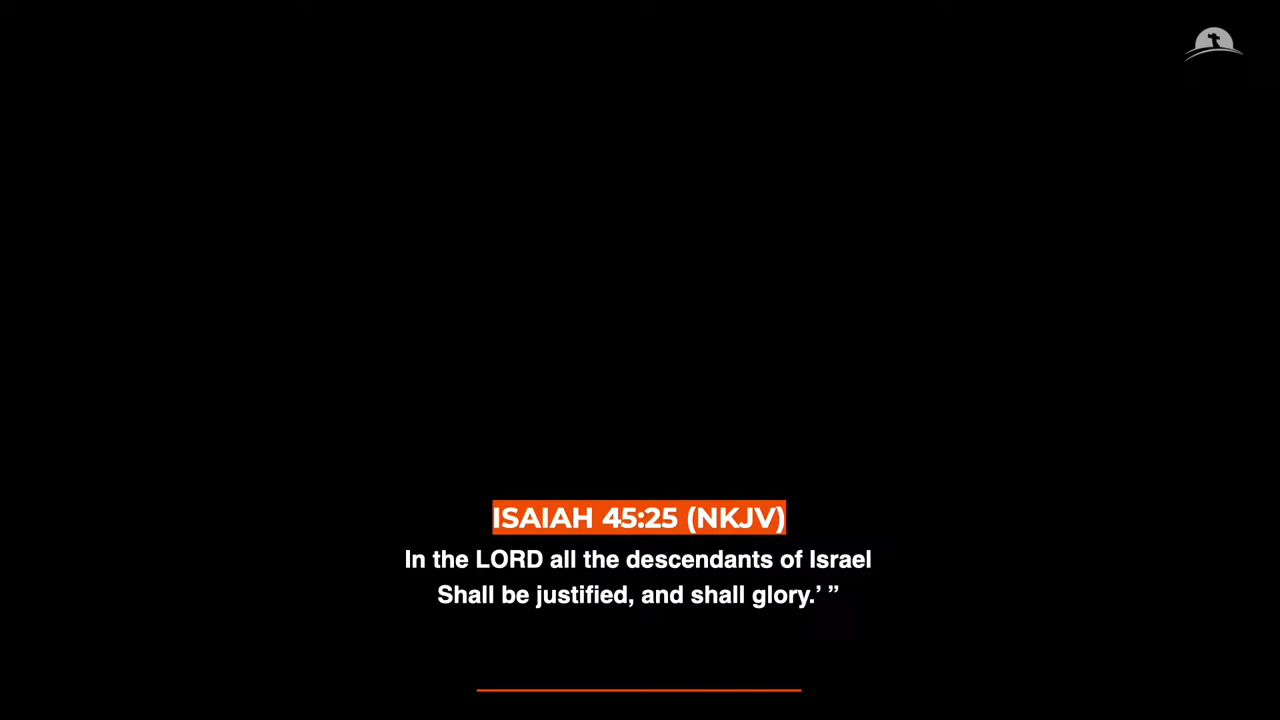 ISAIAH 45:25 (NKJV)
In the LORD all the descendants of Israel
Shall be justified, and shall glory.’ ”